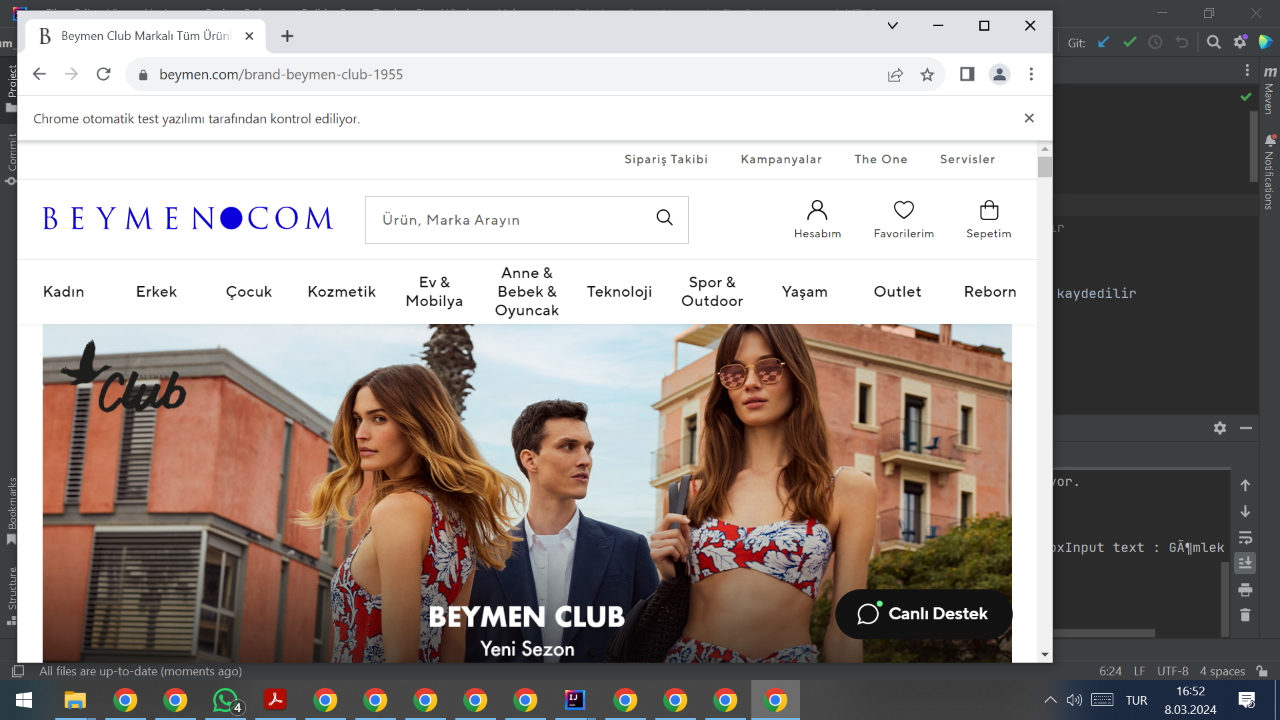 Beymen Club Markalı Tüm Ürünl
beymen.com/brand-beymen-club-1955
Chrome otomatik test yazılımı tarafından kontrol ediliyor.
Sipariş Takibi Kampanyalar The One Servisler
BEYMEN COM
Ürün, Marka Arayın
Hesabım Favorilerim Sepetim
Kadın Erkek Çocuk Kozmetik Ev & Mobilya Anne & Bebek & Oyuncak Teknoloji Spor & Outdoor Yaşam Outlet Reborn
Club
BEYMEN CLUB
Yeni Sezon
Canlı Destek
Project
Commit
Bookmarks
Structure
Git:
Maven
Notifications
kaydedilir
Input text : GÃ¶mlek
All files are up-to-date (moments ago)
6:24 LF UTF-8 4 spaces
4
TUR
16:52
8.03.2024
3